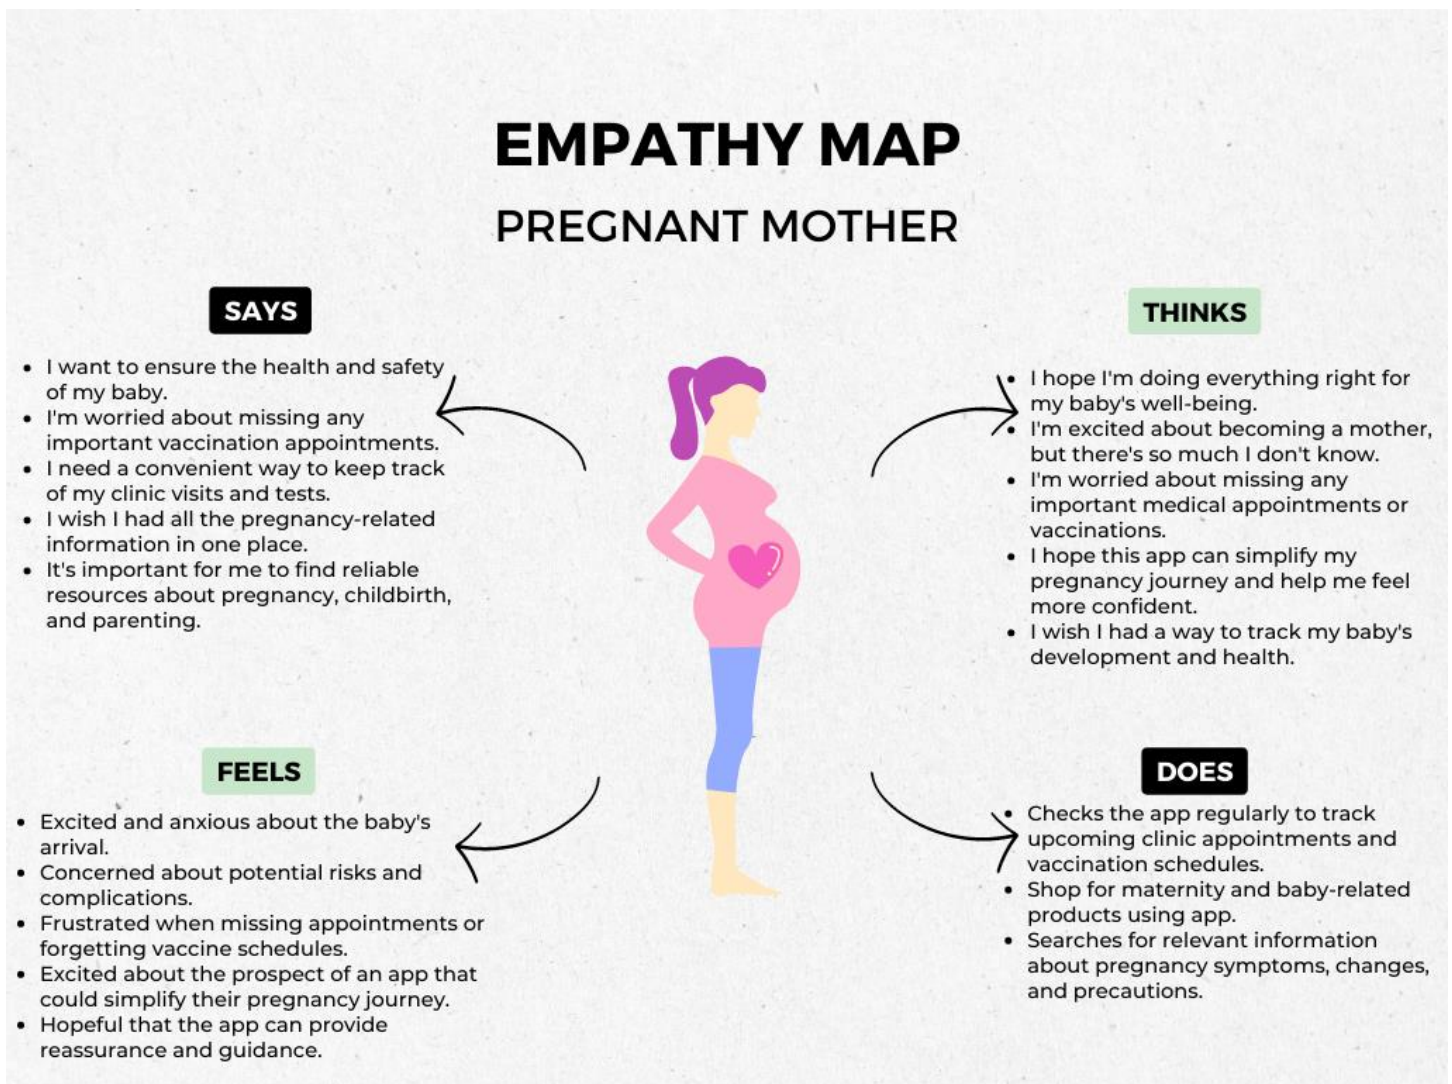 EMPATHY MAP
PREGNANT MOTHER
SAYS
• I want to ensure the health and safety
of my baby.
• I'm worried about missing any
important vaccination appointments.
• I need a convenient way to keep track
of my clinic visits and tests.
• I wish I had all the pregnancy-related
information in one place.
• It's important for me to find reliable
resources about pregnancy, childbirth,
and parenting.
THINKS
• I hope I'm doing everything right for
my baby's well-being.
• I'm excited about becoming a mother,
but there's so much I don't know.
• I'm worried about missing any
important medical appointments or
vaccinations.
• I hope this app can simplify my
pregnancy journey and help me feel
more confident.
• I wish I had a way to track my baby's
development and health.
FEELS
• Excited and anxious about the baby's
arrival.
• Concerned about potential risks and
complications.
• Frustrated when missing appointments or
forgetting vaccine schedules.
• Excited about the prospect of an app that
could simplify their pregnancy journey.
• Hopeful that the app can provide
reassurance and guidance.
DOES
• Checks the app regularly to track
upcoming clinic appointments and
vaccination schedules.
• Shop for maternity and baby-related
products using app.
• Searches for relevant information
about pregnancy symptoms, changes,
and precautions.